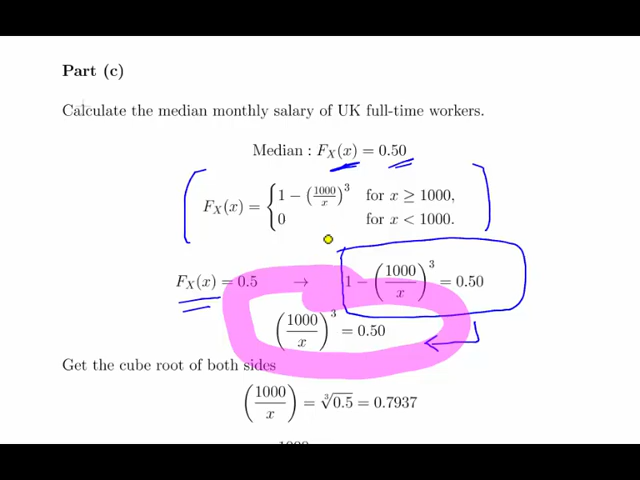 Part (c)
Calculate the median monthly salary of UK full-time workers.
Median : F_X(x) = 0.50
F_X(x) = { 1 − (1000/x)^3 for x ≥ 1000,
0 for x < 1000.
F_X(x) = 0.5 → 1 − (1000/x)^3 = 0.50
(1000/x)^3 = 0.50
Get the cube root of both sides
(1000/x) = ∛0.5 = 0.7937